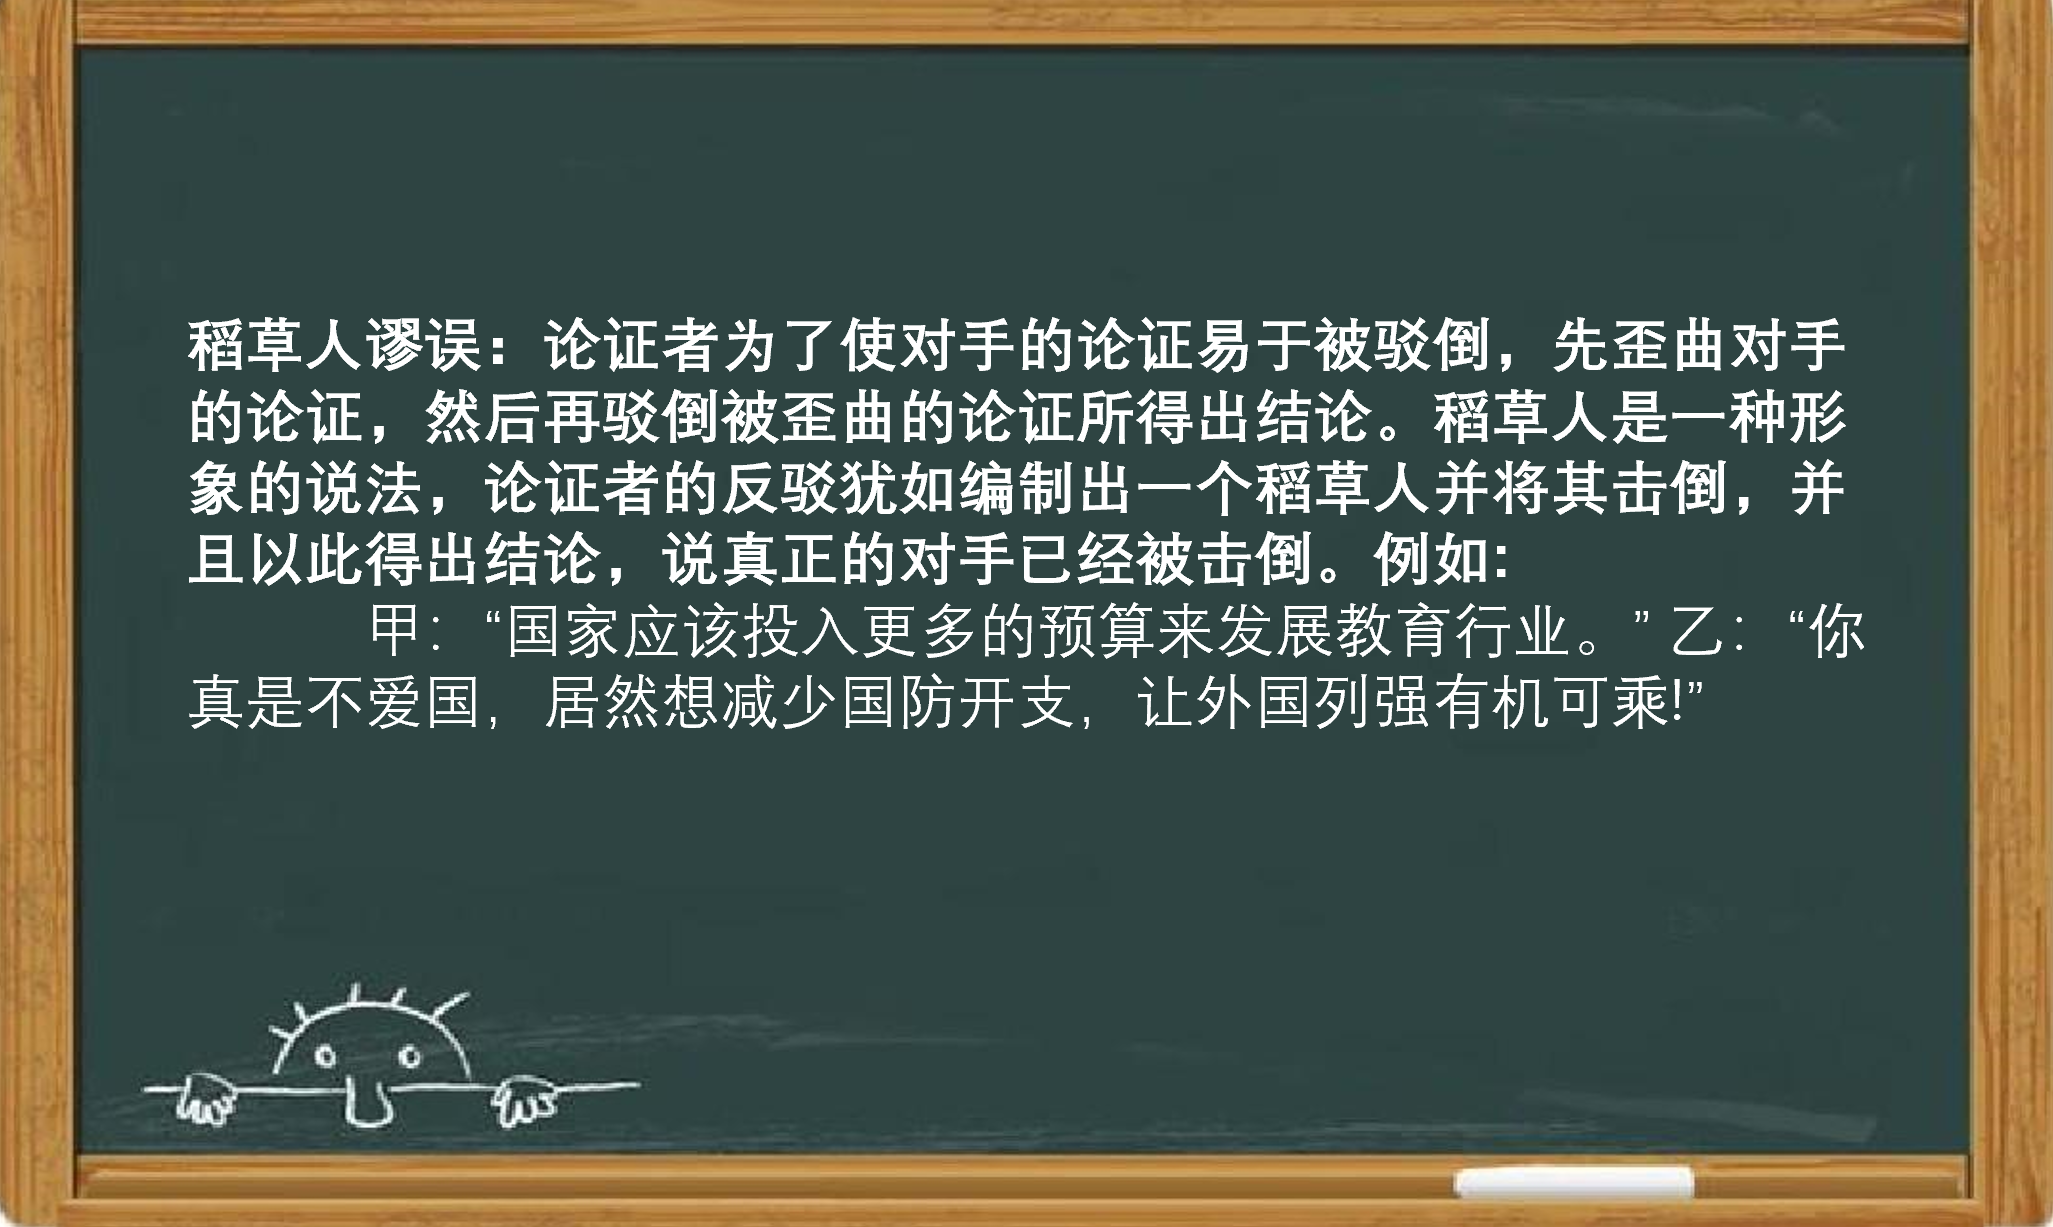 稻草人谬误：论证者为了使对手的论证易于被驳倒，先歪曲对手
的论证，然后再驳倒被歪曲的论证所得出结论。稻草人是一种形
象的说法，论证者的反驳犹如编制出一个稻草人并将其击倒，并
且以此得出结论，说真正的对手已经被击倒。例如:
甲：“国家应该投入更多的预算来发展教育行业。” 乙：“你
真是不爱国，居然想减少国防开支，让外国列强有机可乘!”